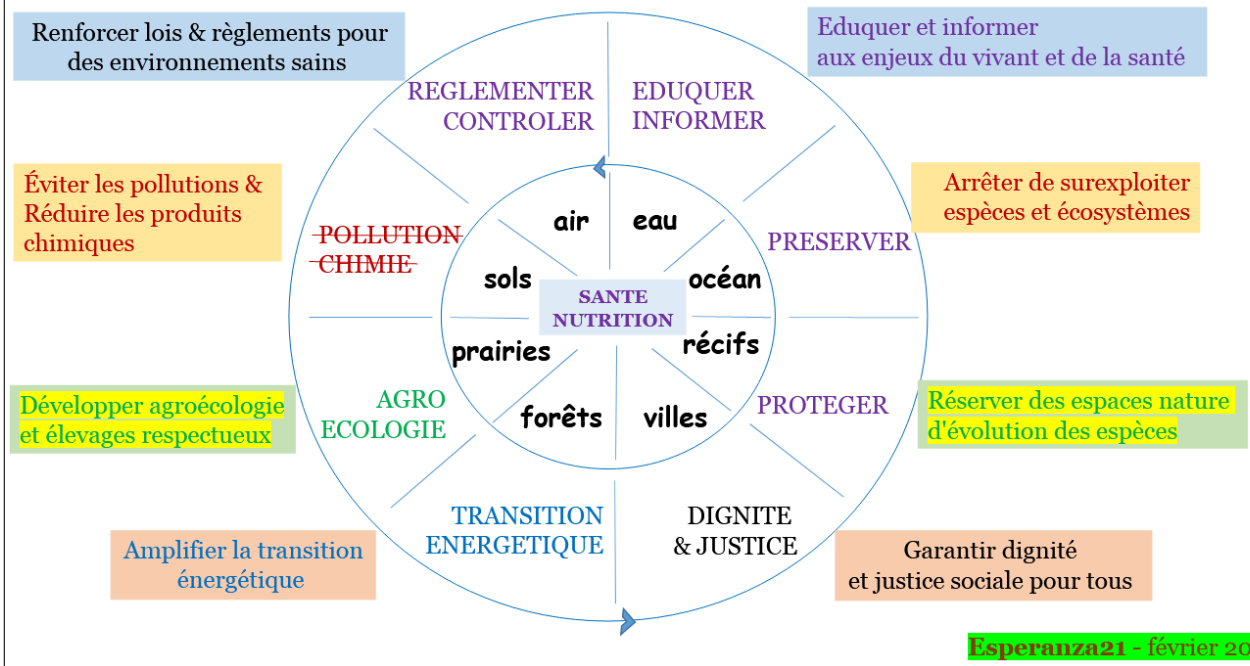 Renforcer lois & règlements pour
des environnements sains
Eduquer et informer
aux enjeux du vivant et de la santé
REGLEMENTER
CONTROLER
EDUQUER
INFORMER
Éviter les pollutions &
Réduire les produits
chimiques
Arrêter de surexploiter
espèces et écosystèmes
POLLUTION
CHIMIE
PRESERVER
air
eau
sols
océan
SANTE
NUTRITION
prairies
récifs
forêts
villes
AGRO
ECOLOGIE
PROTEGER
Développer agroécologie
et élevages respectueux
Réserver des espaces nature
d'évolution des espèces
TRANSITION
ENERGETIQUE
DIGNITE
& JUSTICE
Amplifier la transition
énergétique
Garantir dignité
et justice sociale pour tous
Esperanza21 - février 20